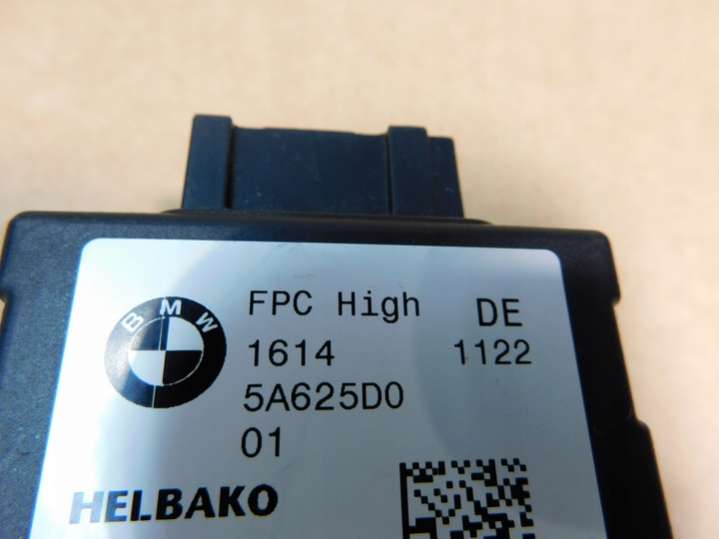 BMW
FPC High DE
1614 1122
5A625D0
01
HELBAKO